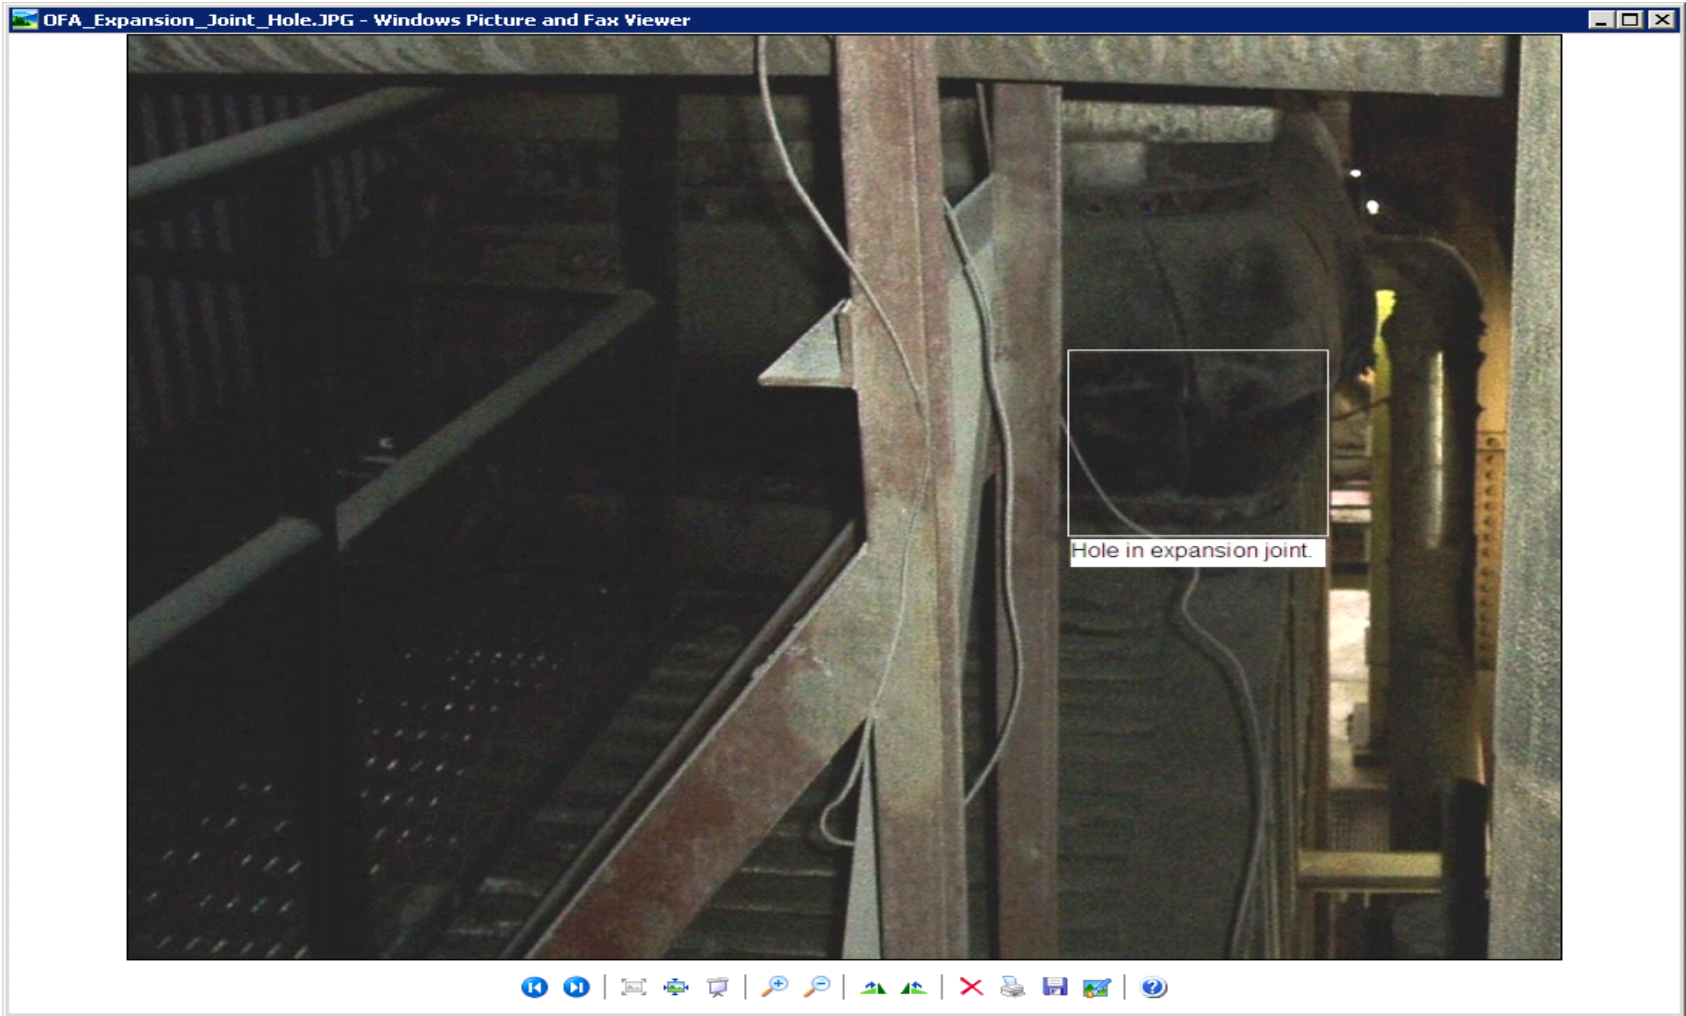 OFA_Expansion_Joint_Hole.JPG - Windows Picture and Fax Viewer
Hole in expansion joint.